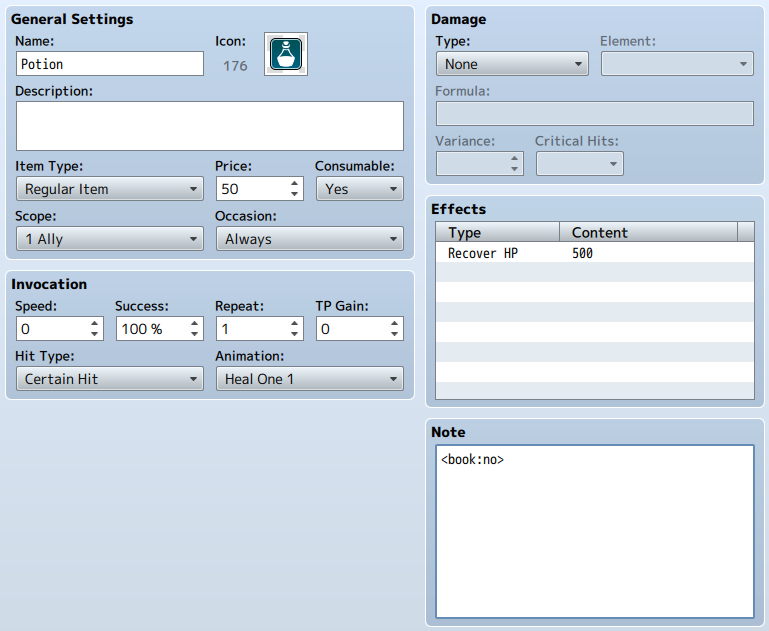 General Settings
Name: Icon:
Potion 176
Description:
Item Type: Price: Consumable:
Regular Item 50 Yes
Scope: Occasion:
1 Ally Always
Invocation
Speed: Success: Repeat: TP Gain:
0 100 % 1 0
Hit Type: Animation:
Certain Hit Heal One 1
Damage
Type: Element:
None
Formula:
Variance: Critical Hits:
Effects
Type Content
Recover HP 500
Note
<book:no>